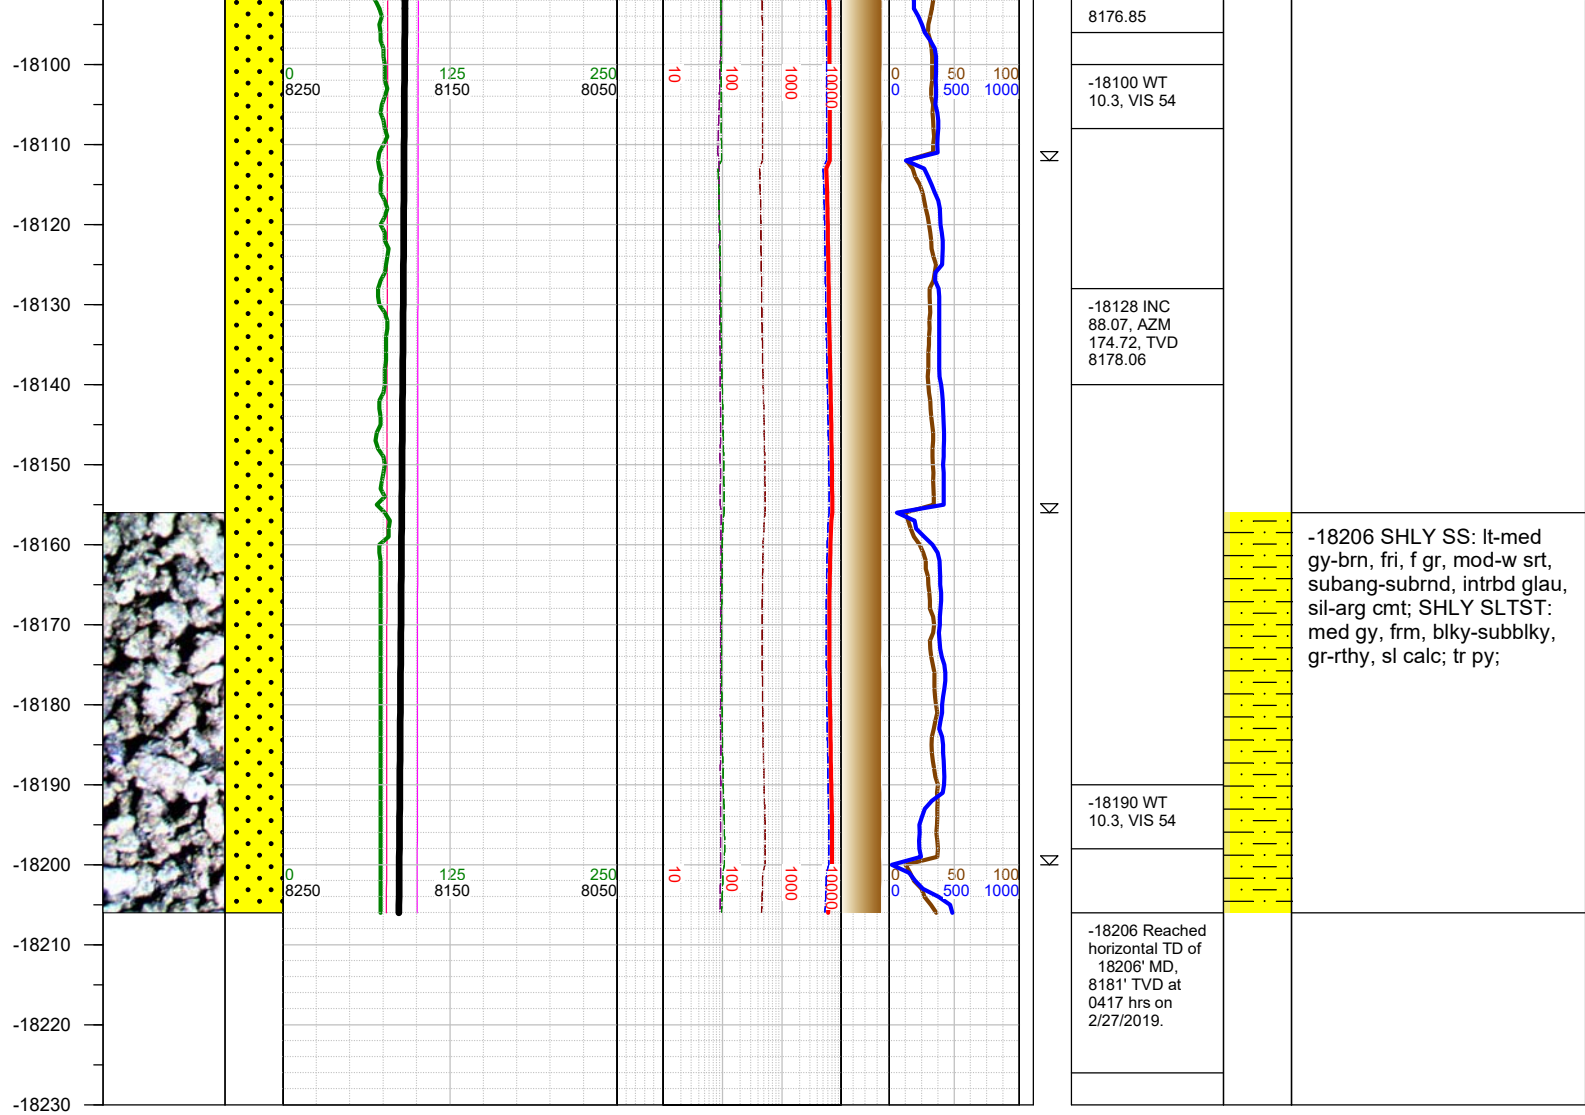 8176.85
-18100
0 125 250
8250 8150 8050
10 100 1000 10000
0 50 100
0 500 1000
-18100 WT
10.3, VIS 54
-18110
-18120
-18130
-18128 INC
88.07, AZM
174.72, TVD
8178.06
-18140
-18150
-18160
-18206 SHLY SS: lt-med
gy-brn, fri, f gr, mod-w srt,
subang-subrnd, intrbd glau,
sil-arg cmt; SHLY SLTST:
med gy, frm, blky-subblky,
gr-rthy, sl calc; tr py;
-18170
-18180
-18190
-18190 WT
10.3, VIS 54
-18200
0 125 250
8250 8150 8050
10 100 1000 10000
0 50 100
0 500 1000
-18210
-18206 Reached
horizontal TD of
18206' MD,
8181' TVD at
0417 hrs on
2/27/2019.
-18220
-18230